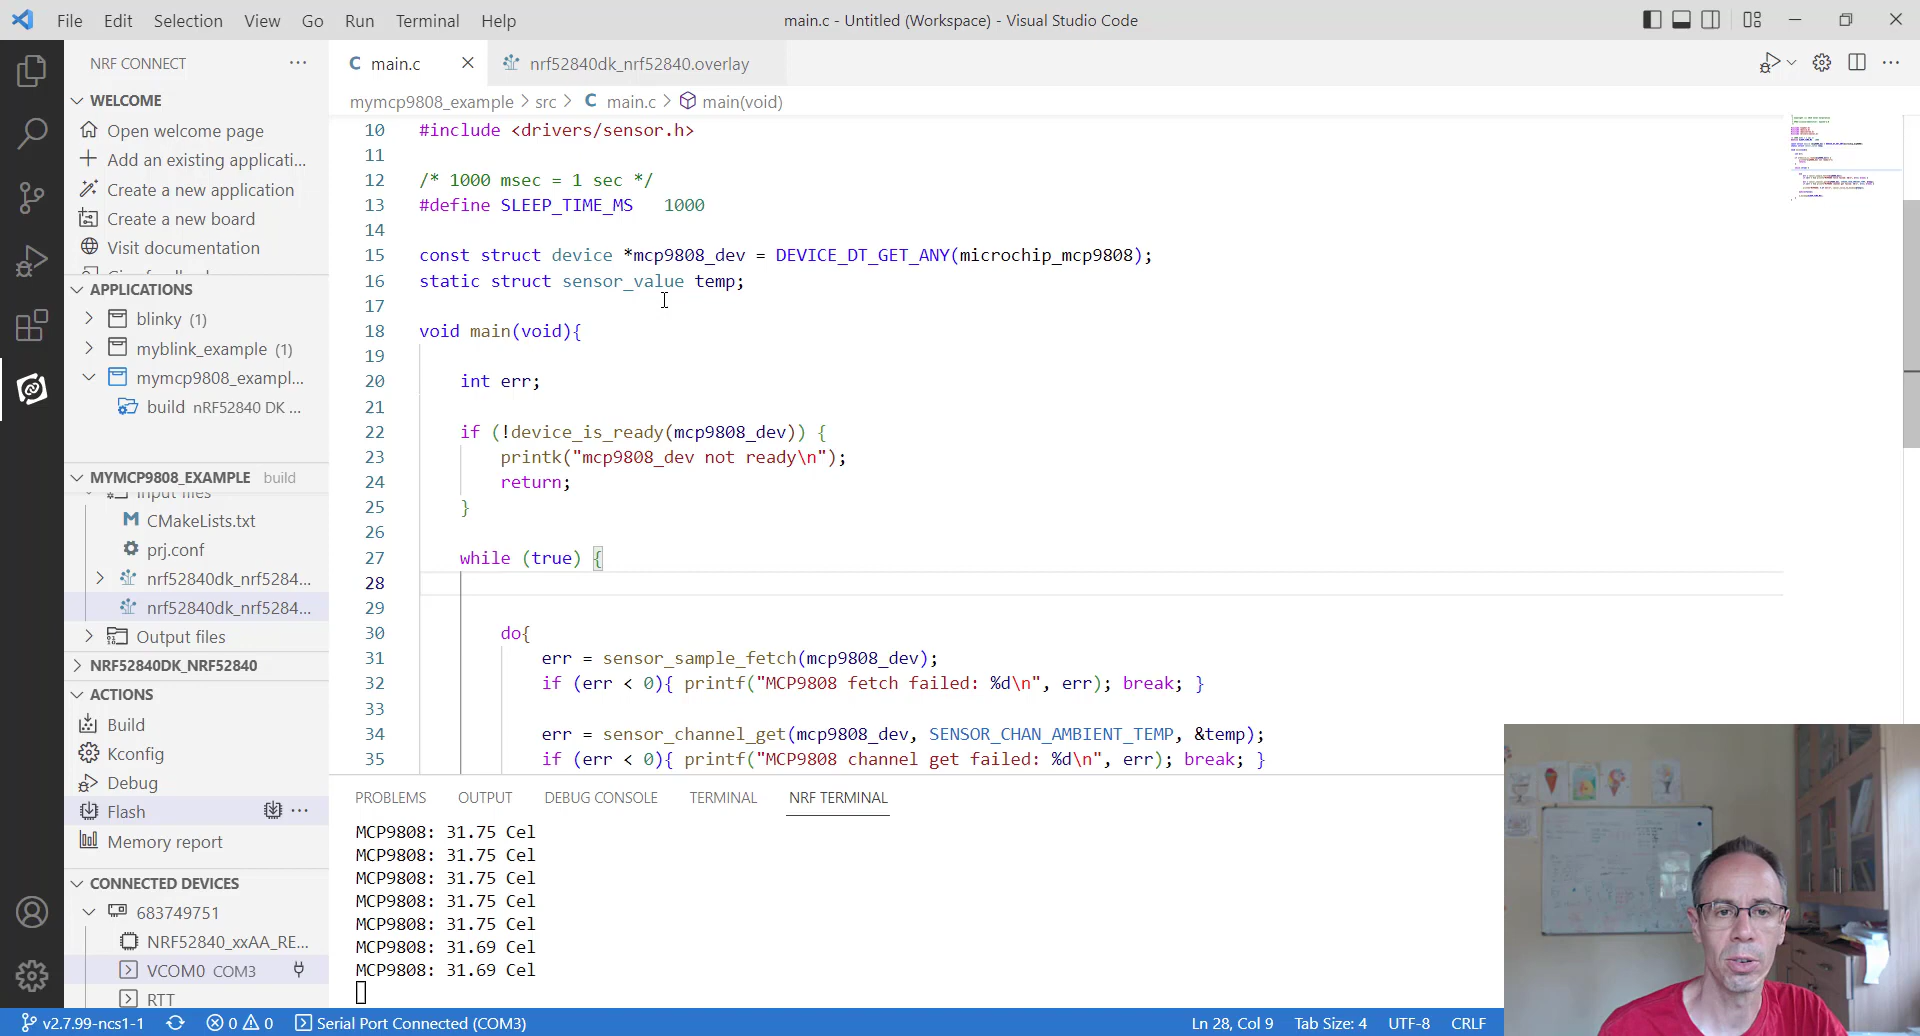 File Edit Selection View Go Run Terminal Help
main.c - Untitled (Workspace) - Visual Studio Code
NRF CONNECT
WELCOME
Open welcome page
Add an existing applicati...
Create a new application
Create a new board
Visit documentation
APPLICATIONS
blinky (1)
myblink_example (1)
mymcp9808_exampl...
build nRF52840 DK ...
MYMCP9808_EXAMPLE build
Input files
CMakeLists.txt
prj.conf
nrf52840dk_nrf5284...
nrf52840dk_nrf5284...
Output files
NRF52840DK_NRF52840
ACTIONS
Build
Kconfig
Debug
Flash
Memory report
CONNECTED DEVICES
683749751
NRF52840_xxAA_RE...
VCOM0 COM3
RTT
main.c
nrf52840dk_nrf52840.overlay
mymcp9808_example > src > C main.c > main(void)
10 #include <drivers/sensor.h>
11
12 /* 1000 msec = 1 sec */
13 #define SLEEP_TIME_MS 1000
14
15 const struct device *mcp9808_dev = DEVICE_DT_GET_ANY(microchip_mcp9808);
16 static struct sensor_value temp;
17
18 void main(void){
19
20 int err;
21
22 if (!device_is_ready(mcp9808_dev)) {
23 printk("mcp9808_dev not ready\n");
24 return;
25 }
26
27 while (true) {
28
29
30 do{
31 err = sensor_sample_fetch(mcp9808_dev);
32 if (err < 0){ printf("MCP9808 fetch failed: %d\n", err); break; }
33
34 err = sensor_channel_get(mcp9808_dev, SENSOR_CHAN_AMBIENT_TEMP, &temp);
35 if (err < 0){ printf("MCP9808 channel get failed: %d\n", err); break; }
PROBLEMS OUTPUT DEBUG CONSOLE TERMINAL NRF TERMINAL
MCP9808: 31.75 Cel
MCP9808: 31.75 Cel
MCP9808: 31.75 Cel
MCP9808: 31.75 Cel
MCP9808: 31.75 Cel
MCP9808: 31.69 Cel
MCP9808: 31.69 Cel
v2.7.99-ncs1-1 0 0 Serial Port Connected (COM3)
Ln 28, Col 9 Tab Size: 4 UTF-8 CRLF